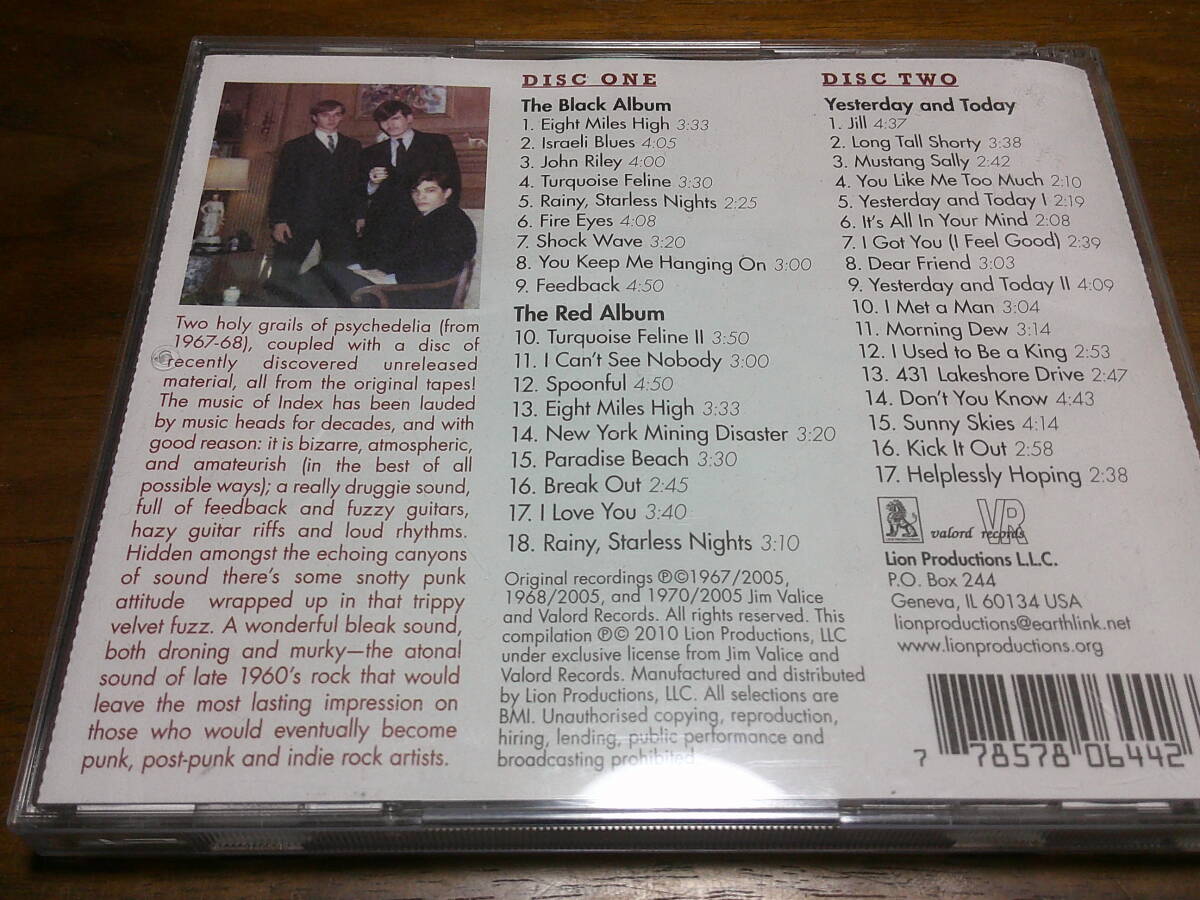 Two holy grails of psychedelia (from
1967-68), coupled with a disc of
recently discovered unreleased
material, all from the original tapes!
The music of Index has been lauded
by music heads for decades, and with
good reason: it is bizarre, atmospheric,
and amateurish (in the best of all
possible ways); a really druggie sound,
full of feedback and fuzzy guitars,
hazy guitar riffs and loud rhythms.
Hidden amongst the echoing canyons
of sound there's some snotty punk
attitude wrapped up in that trippy
velvet fuzz. A wonderful bleak sound,
both droning and murky—the atonal
sound of late 1960's rock that would
leave the most lasting impression on
those who would eventually become
punk, post-punk and indie rock artists.
DISC ONE
The Black Album
1. Eight Miles High 3:33
2. Israeli Blues 4:05
3. John Riley 4:00
4. Turquoise Feline 3:30
5. Rainy, Starless Nights 2:25
6. Fire Eyes 4:08
7. Shock Wave 3:20
8. You Keep Me Hanging On 3:00
9. Feedback 4:50
The Red Album
10. Turquoise Feline II 3:50
11. I Can't See Nobody 3:00
12. Spoonful 4:50
13. Eight Miles High 3:33
14. New York Mining Disaster 3:20
15. Paradise Beach 3:30
16. Break Out 2:45
17. I Love You 3:40
18. Rainy, Starless Nights 3:10
Original recordings ℗©1967/2005,
1968/2005, and 1970/2005 Jim Valice
and Valord Records. All rights reserved. This
compilation ℗© 2010 Lion Productions, LLC
under exclusive license from Jim Valice and
Valord Records. Manufactured and distributed
by Lion Productions, LLC. All selections are
BMI. Unauthorised copying, reproduction,
hiring, lending, public performance and
broadcasting prohibited
DISC TWO
Yesterday and Today
1. Jill 4:37
2. Long Tall Shorty 3:38
3. Mustang Sally 2:42
4. You Like Me Too Much 2:10
5. Yesterday and Today I 2:19
6. It's All In Your Mind 2:08
7. I Got You (I Feel Good) 2:39
8. Dear Friend 3:03
9. Yesterday and Today II 4:09
10. I Met a Man 3:04
11. Morning Dew 3:14
12. I Used to Be a King 2:53
13. 431 Lakeshore Drive 2:47
14. Don't You Know 4:43
15. Sunny Skies 4:14
16. Kick It Out 2:58
17. Helplessly Hoping 2:38
VR
valord records
Lion Productions L.L.C.
P.O. Box 244
Geneva, IL 60134 USA
lionproductions@earthlink.net
www.lionproductions.org
7 78578 06442